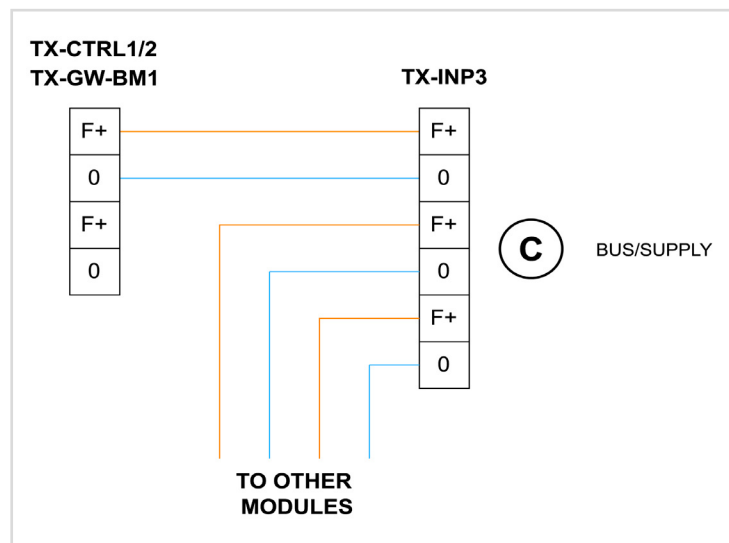 TX-CTRL1/2
TX-GW-BM1
TX-INP3
F+
0
F+
0
F+
0
F+
0
F+
0
C
BUS/SUPPLY
TO OTHER
MODULES